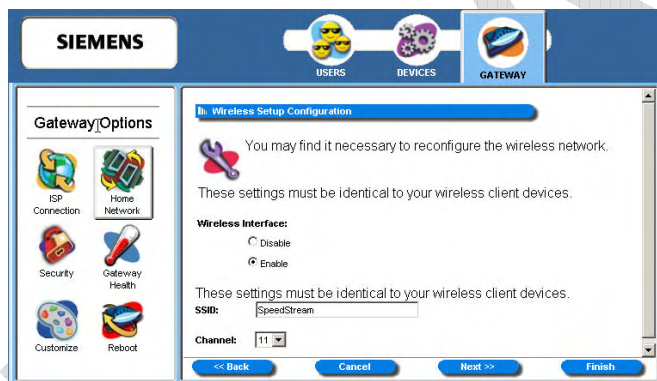 SIEMENS
USERS
DEVICES
GATEWAY
Gateway Options
ISP
Connection
Home
Network
Security
Gateway
Health
Customize
Reboot
Wireless Setup Configuration
You may find it necessary to reconfigure the wireless network.
These settings must be identical to your wireless client devices.
Wireless Interface:
Disable
Enable
These settings must be identical to your wireless client devices.
SSID: SpeedStream
Channel: 11
<< Back Cancel Next >> Finish